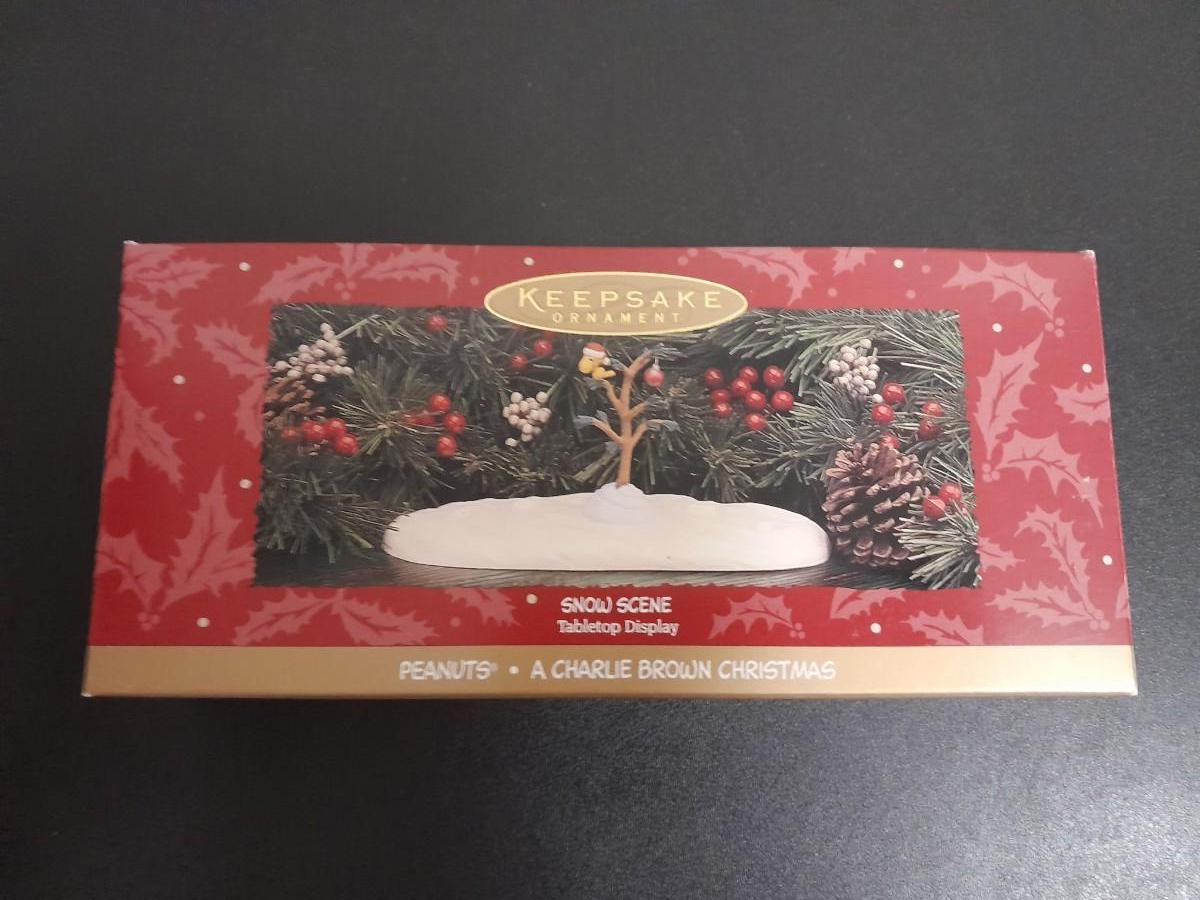 KEEPSAKE
ORNAMENT
SNOW SCENE
Tabletop Display
PEANUTS® • A CHARLIE BROWN CHRISTMAS